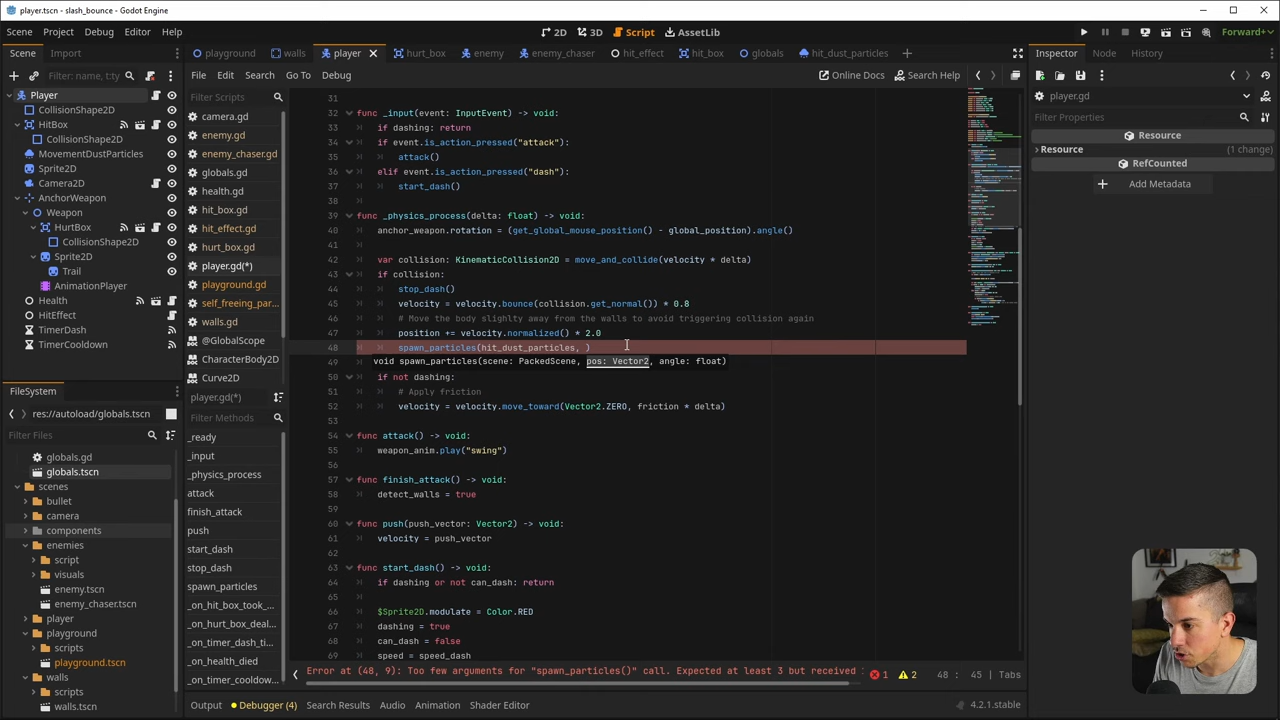 player.tscn - slash_bounce - Godot Engine
Scene Project Debug Editor Help
2D 3D Script AssetLib
Forward+
Scene Import
playground walls player hurt_box enemy enemy_chaser hit_effect hit_box globals hit_dust_particles
Inspector Node History
Filter: name, t:ty
File Edit Search Go To Debug
Online Docs Search Help
Player
CollisionShape2D
HitBox
CollisionShape2D
MovementDustParticles
Sprite2D
Camera2D
AnchorWeapon
Weapon
HurtBox
CollisionShape2D
Sprite2D
Trail
AnimationPlayer
Health
HitEffect
TimerDash
TimerCooldown
FileSystem
res://autoload/globals.tscn
Filter Files
globals.gd
globals.tscn
scenes
bullet
camera
components
enemies
script
visuals
enemy.tscn
enemy_chaser.tscn
player
playground
scripts
playground.tscn
walls
scripts
walls.tscn
Filter Scripts
camera.gd
enemy.gd
enemy_chaser.gd
globals.gd
health.gd
hit_box.gd
hit_effect.gd
hurt_box.gd
player.gd(*)
playground.gd
self_freeing_par...
walls.gd
@GlobalScope
CharacterBody2D
Curve2D
player.gd(*)
Filter Methods
_ready
_input
_physics_process
attack
finish_attack
push
start_dash
stop_dash
spawn_particles
_on_hit_box_took_...
_on_hurt_box_deal...
_on_timer_dash_ti...
_on_health_died
_on_timer_cooldow...
31
32 func _input(event: InputEvent) -> void:
33 if dashing: return
34 if event.is_action_pressed("attack"):
35 attack()
36 elif event.is_action_pressed("dash"):
37 start_dash()
38
39 func _physics_process(delta: float) -> void:
40 anchor_weapon.rotation = (get_global_mouse_position() - global_position).angle()
41
42 var collision: KinematicCollision2D = move_and_collide(velocity * delta)
43 if collision:
44 stop_dash()
45 velocity = velocity.bounce(collision.get_normal()) * 0.8
46 # Move the body slighlty away from the walls to avoid triggering collision again
47 position += velocity.normalized() * 2.0
48 spawn_particles(hit_dust_particles, )
49 void spawn_particles(scene: PackedScene, pos: Vector2, angle: float)
50 if not dashing:
51 # Apply friction
52 velocity = velocity.move_toward(Vector2.ZERO, friction * delta)
53
54 func attack() -> void:
55 weapon_anim.play("swing")
56
57 func finish_attack() -> void:
58 detect_walls = true
59
60 func push(push_vector: Vector2) -> void:
61 velocity = push_vector
62
63 func start_dash() -> void:
64 if dashing or not can_dash: return
65
66 $Sprite2D.modulate = Color.RED
67 dashing = true
68 can_dash = false
69 speed = speed_dash
Error at (48, 9): Too few arguments for "spawn_particles()" call. Expected at least 3 but received
1 2 48 : 45 | Tabs
Output Debugger (4) Search Results Audio Animation Shader Editor
4.2.1.stable
player.gd
Filter Properties
Resource
Resource (1 change)
RefCounted
Add Metadata